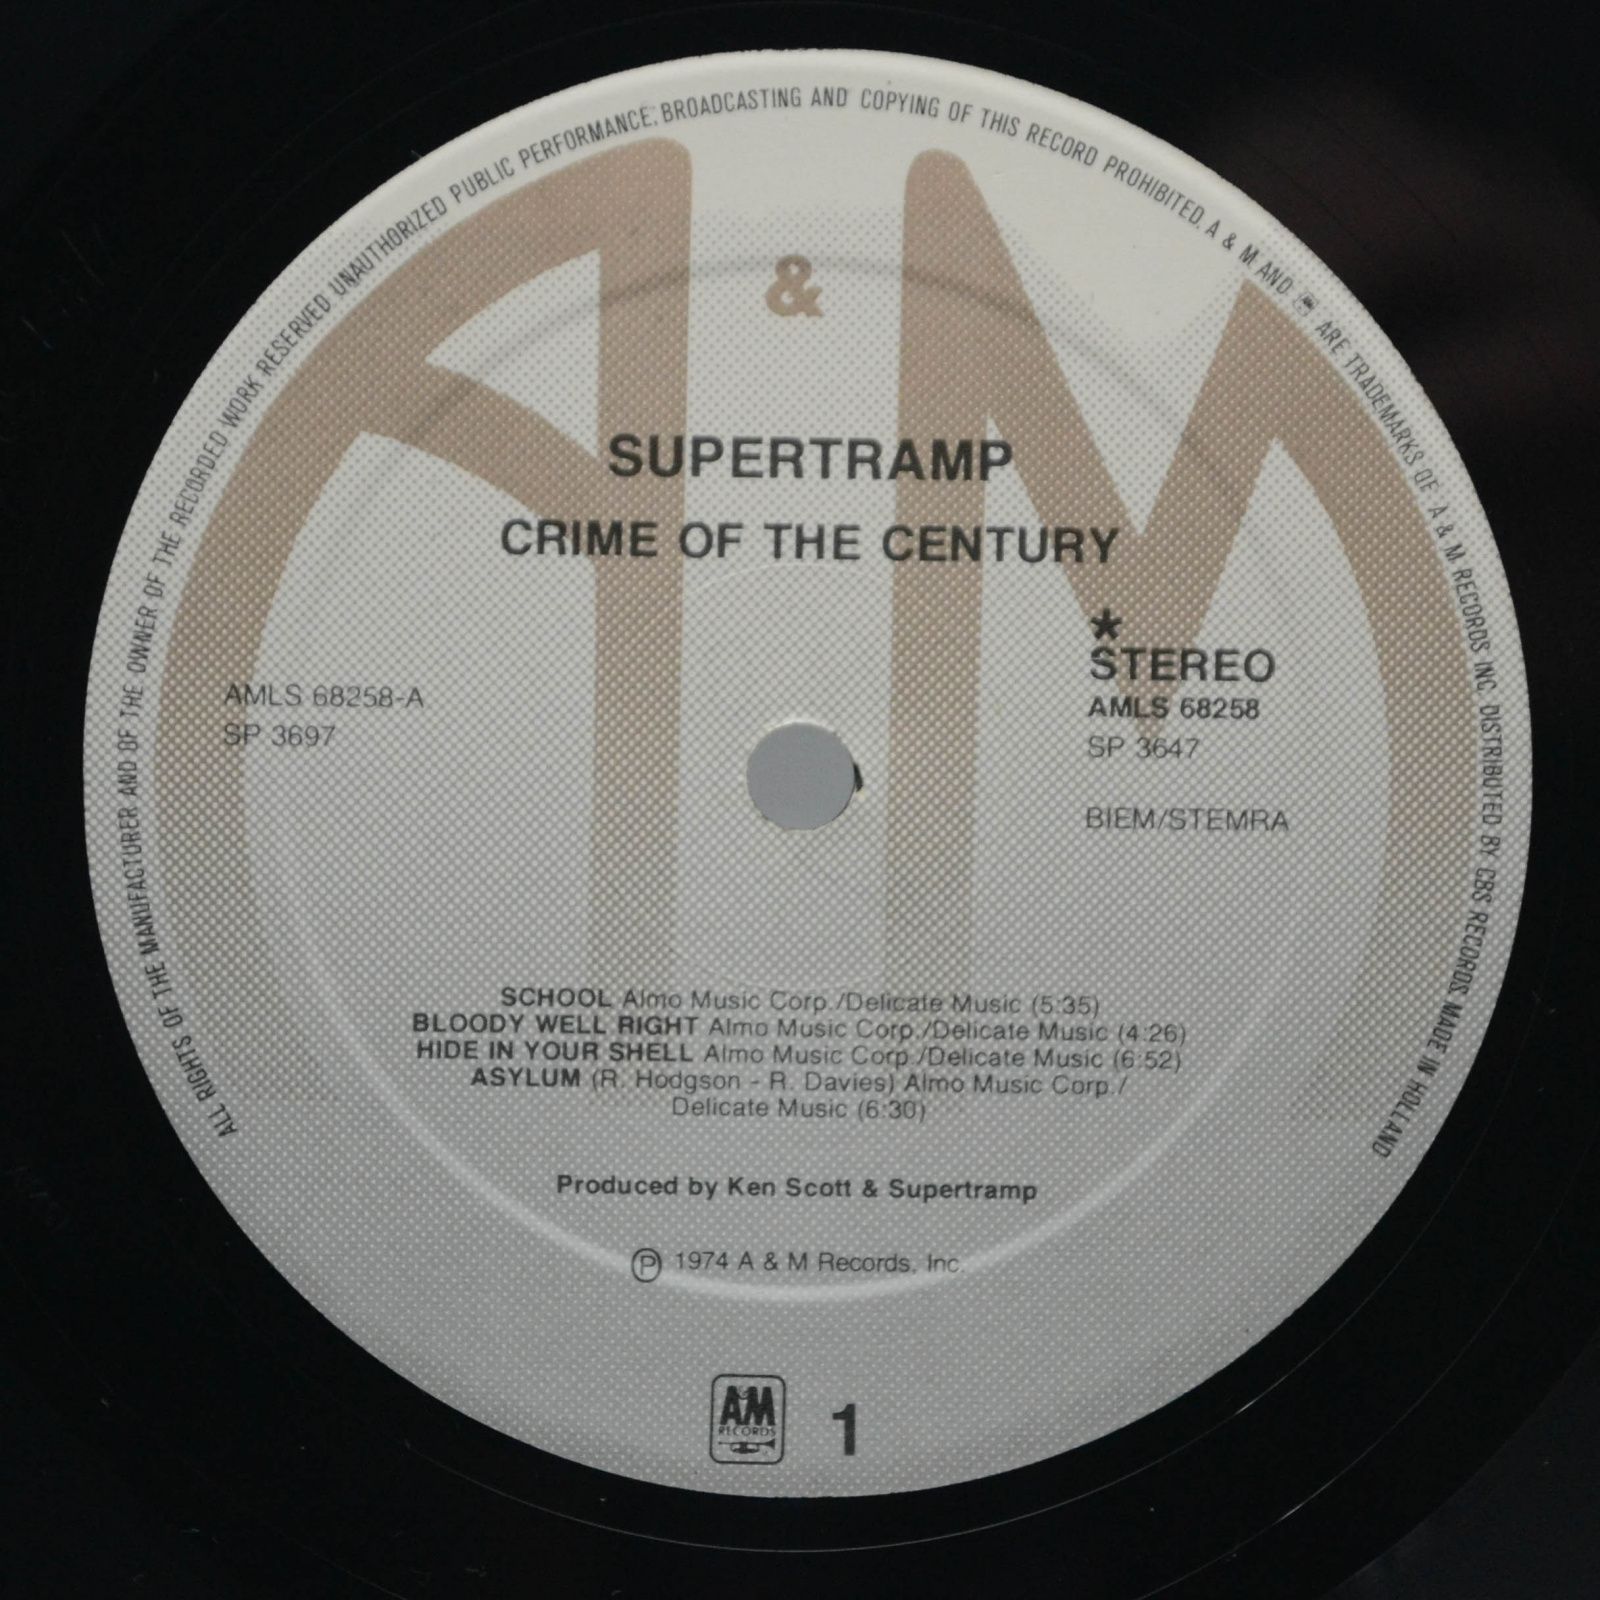 ALL RIGHTS OF THE MANUFACTURER AND OF THE OWNER OF THE RECORDED WORK RESERVED UNAUTHORIZED PUBLIC PERFORMANCE, BROADCASTING AND COPYING OF THIS RECORD PROHIBITED. A & M AND AM ARE TRADEMARKS OF A & M RECORDS INC. DISTRIBUTED BY CBS RECORDS. MADE IN HOLLAND
A & M
SUPERTRAMP
CRIME OF THE CENTURY
*
STEREO
AMLS 68258-A
SP 3697
AMLS 68258
SP 3647
BIEM/STEMRA
SCHOOL Almo Music Corp./Delicate Music (5:35)
BLOODY WELL RIGHT Almo Music Corp./Delicate Music (4:26)
HIDE IN YOUR SHELL Almo Music Corp./Delicate Music (6:52)
ASYLUM (R. Hodgson - R. Davies) Almo Music Corp./
Delicate Music (6:30)
Produced by Ken Scott & Supertramp
Ⓟ 1974 A & M Records, Inc.
A&M
RECORDS
1